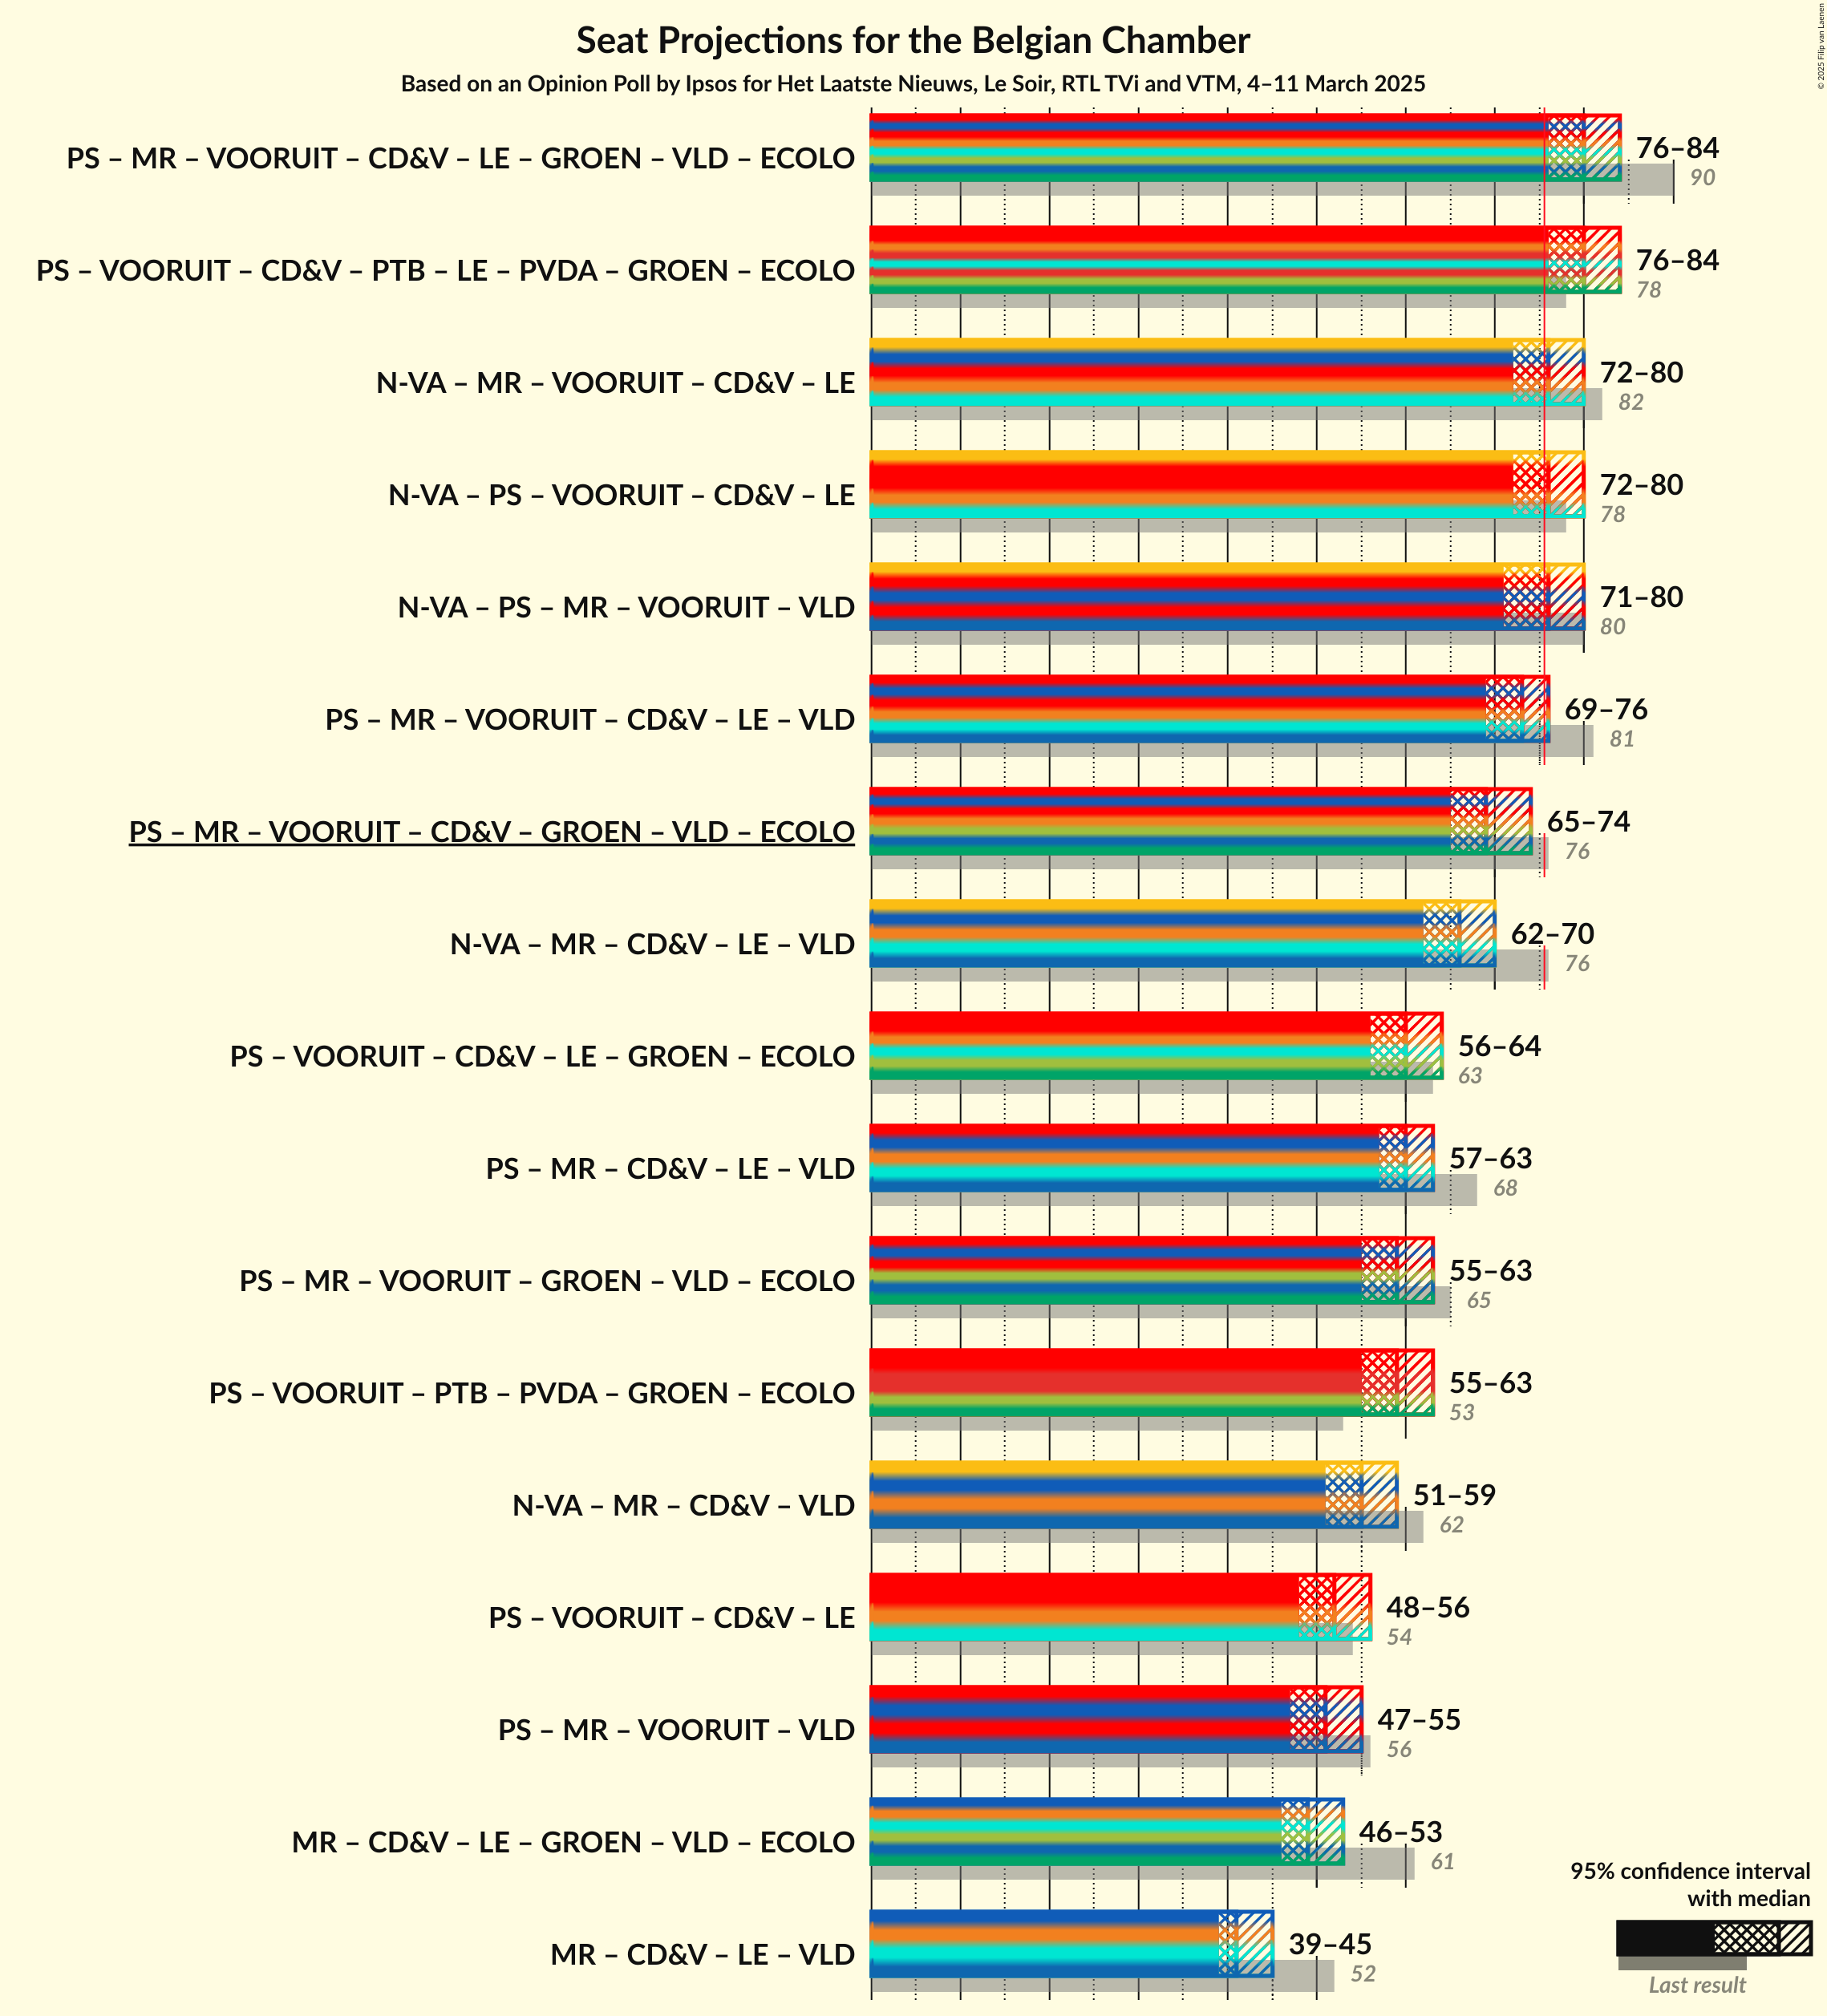 Seat Projections for the Belgian Chamber
Based on an Opinion Poll by Ipsos for Het Laatste Nieuws, Le Soir, RTL TVi and VTM, 4–11 March 2025
© 2025 Filip van Laenen
PS – MR – VOORUIT – CD&V – LE – GROEN – VLD – ECOLO
76–84
90
PS – VOORUIT – CD&V – PTB – LE – PVDA – GROEN – ECOLO
76–84
78
N-VA – MR – VOORUIT – CD&V – LE
72–80
82
N-VA – PS – VOORUIT – CD&V – LE
72–80
78
N-VA – PS – MR – VOORUIT – VLD
71–80
80
PS – MR – VOORUIT – CD&V – LE – VLD
69–76
81
PS – MR – VOORUIT – CD&V – GROEN – VLD – ECOLO
65–74
76
N-VA – MR – CD&V – LE – VLD
62–70
76
PS – VOORUIT – CD&V – LE – GROEN – ECOLO
56–64
63
PS – MR – CD&V – LE – VLD
57–63
68
PS – MR – VOORUIT – GROEN – VLD – ECOLO
55–63
65
PS – VOORUIT – PTB – PVDA – GROEN – ECOLO
55–63
53
N-VA – MR – CD&V – VLD
51–59
62
PS – VOORUIT – CD&V – LE
48–56
54
PS – MR – VOORUIT – VLD
47–55
56
MR – CD&V – LE – GROEN – VLD – ECOLO
46–53
61
MR – CD&V – LE – VLD
39–45
52
95% confidence interval
with median
Last result